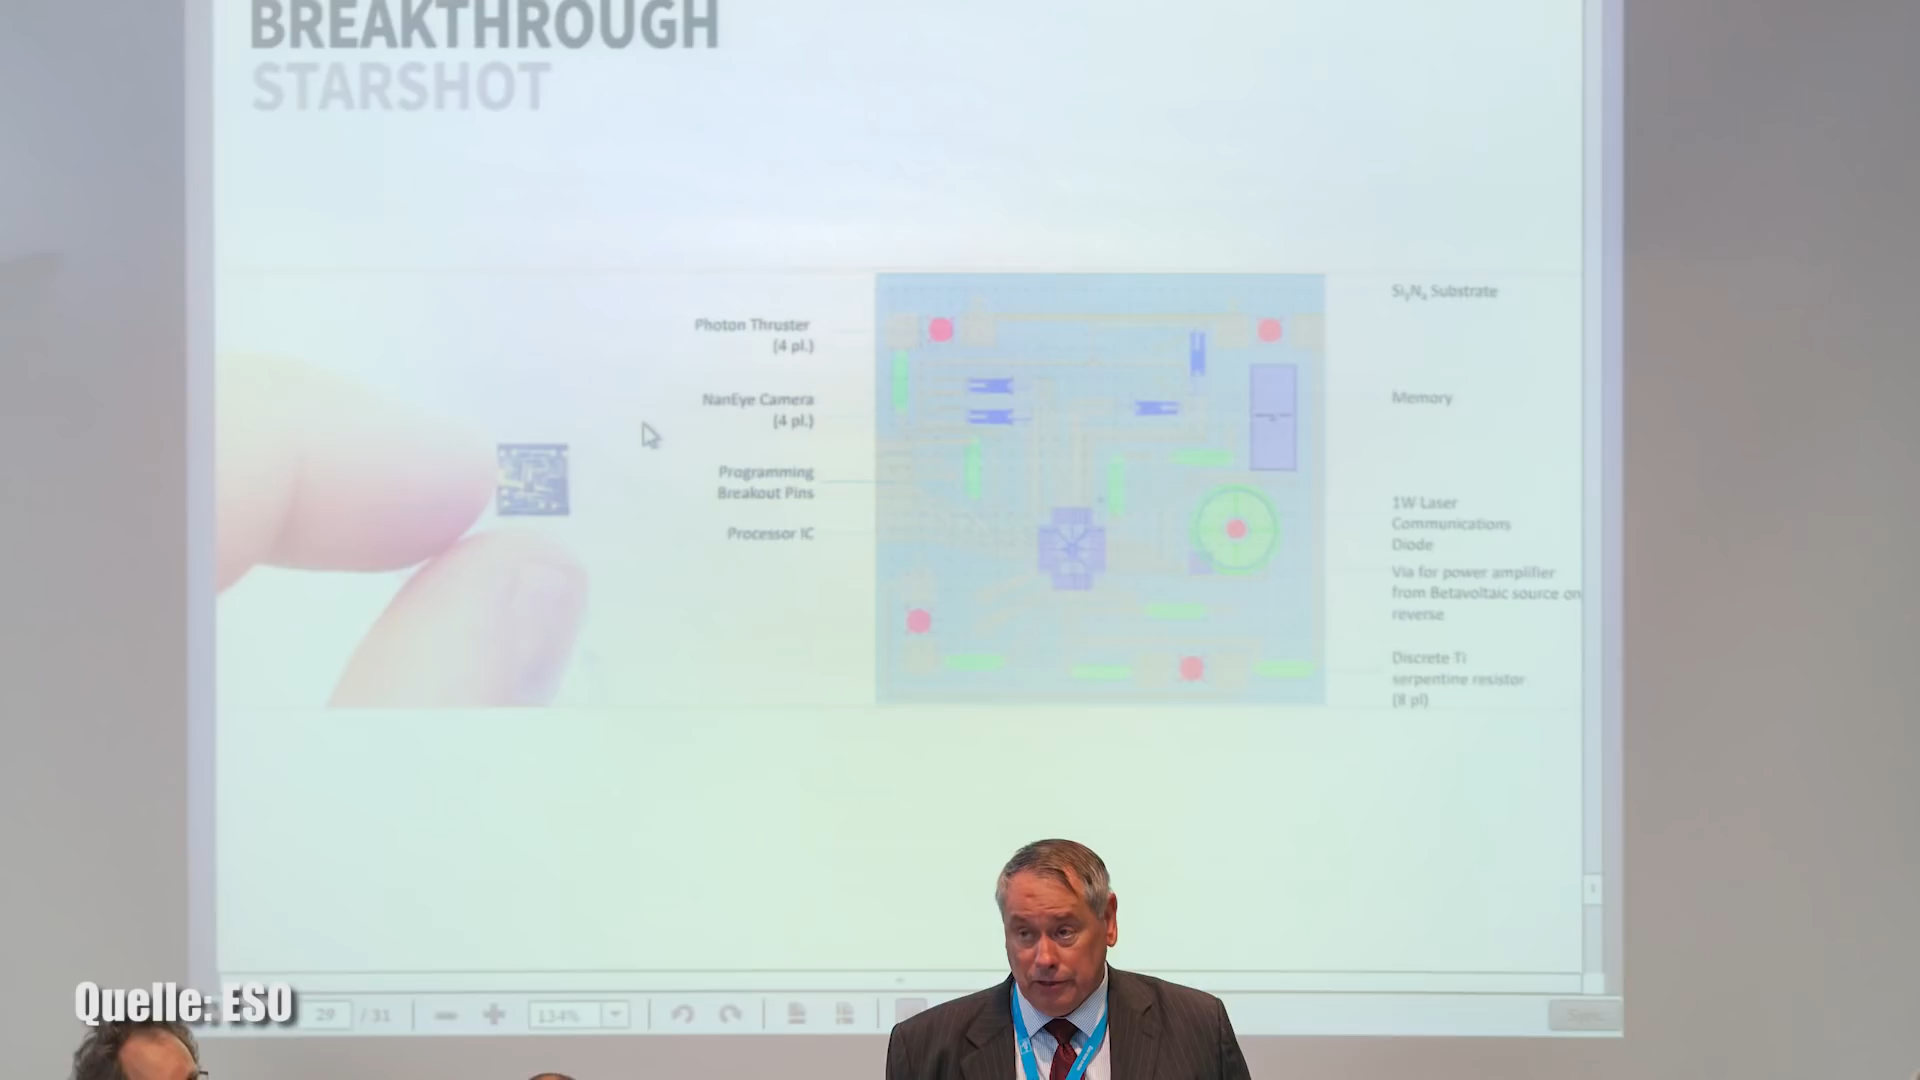 BREAKTHROUGH
STARSHOT
Photon Thruster
(4 pl.)
NanEye Camera
(4 pl.)
Programming
Breakout Pins
Processor IC
Si₃N₄ Substrate
Memory
1W Laser
Communications
Diode
Via for power amplifier
from Betavoltaic source on
reverse
Discrete Ti
serpentine resistor
(8 pl)
Quelle: ESO
29 / 31
134%
Sync